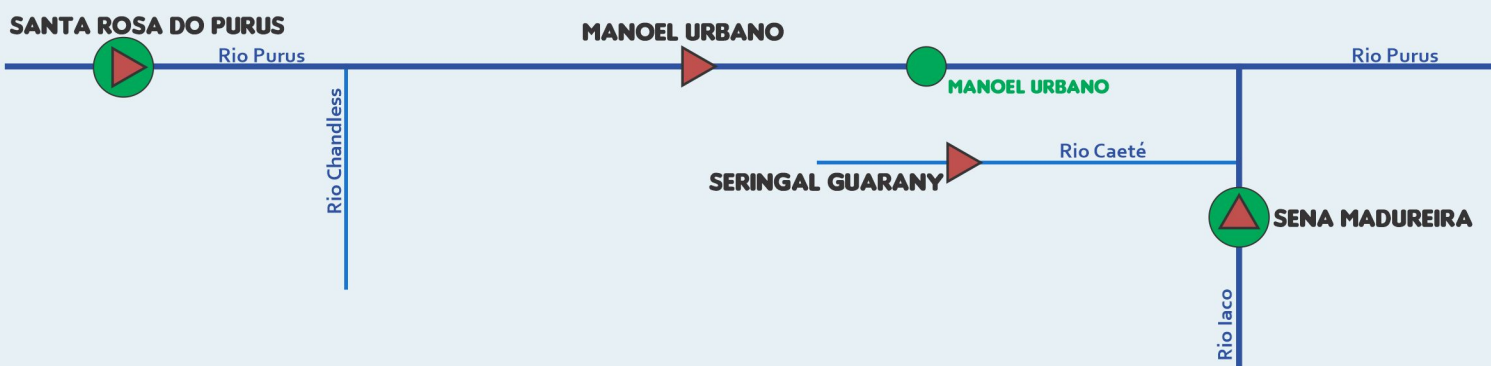 SANTA ROSA DO PURUS
MANOEL URBANO
Rio Purus
Rio Purus
MANOEL URBANO
Rio Chandless
Rio Caeté
SERINGAL GUARANY
SENA MADUREIRA
Rio Iaco